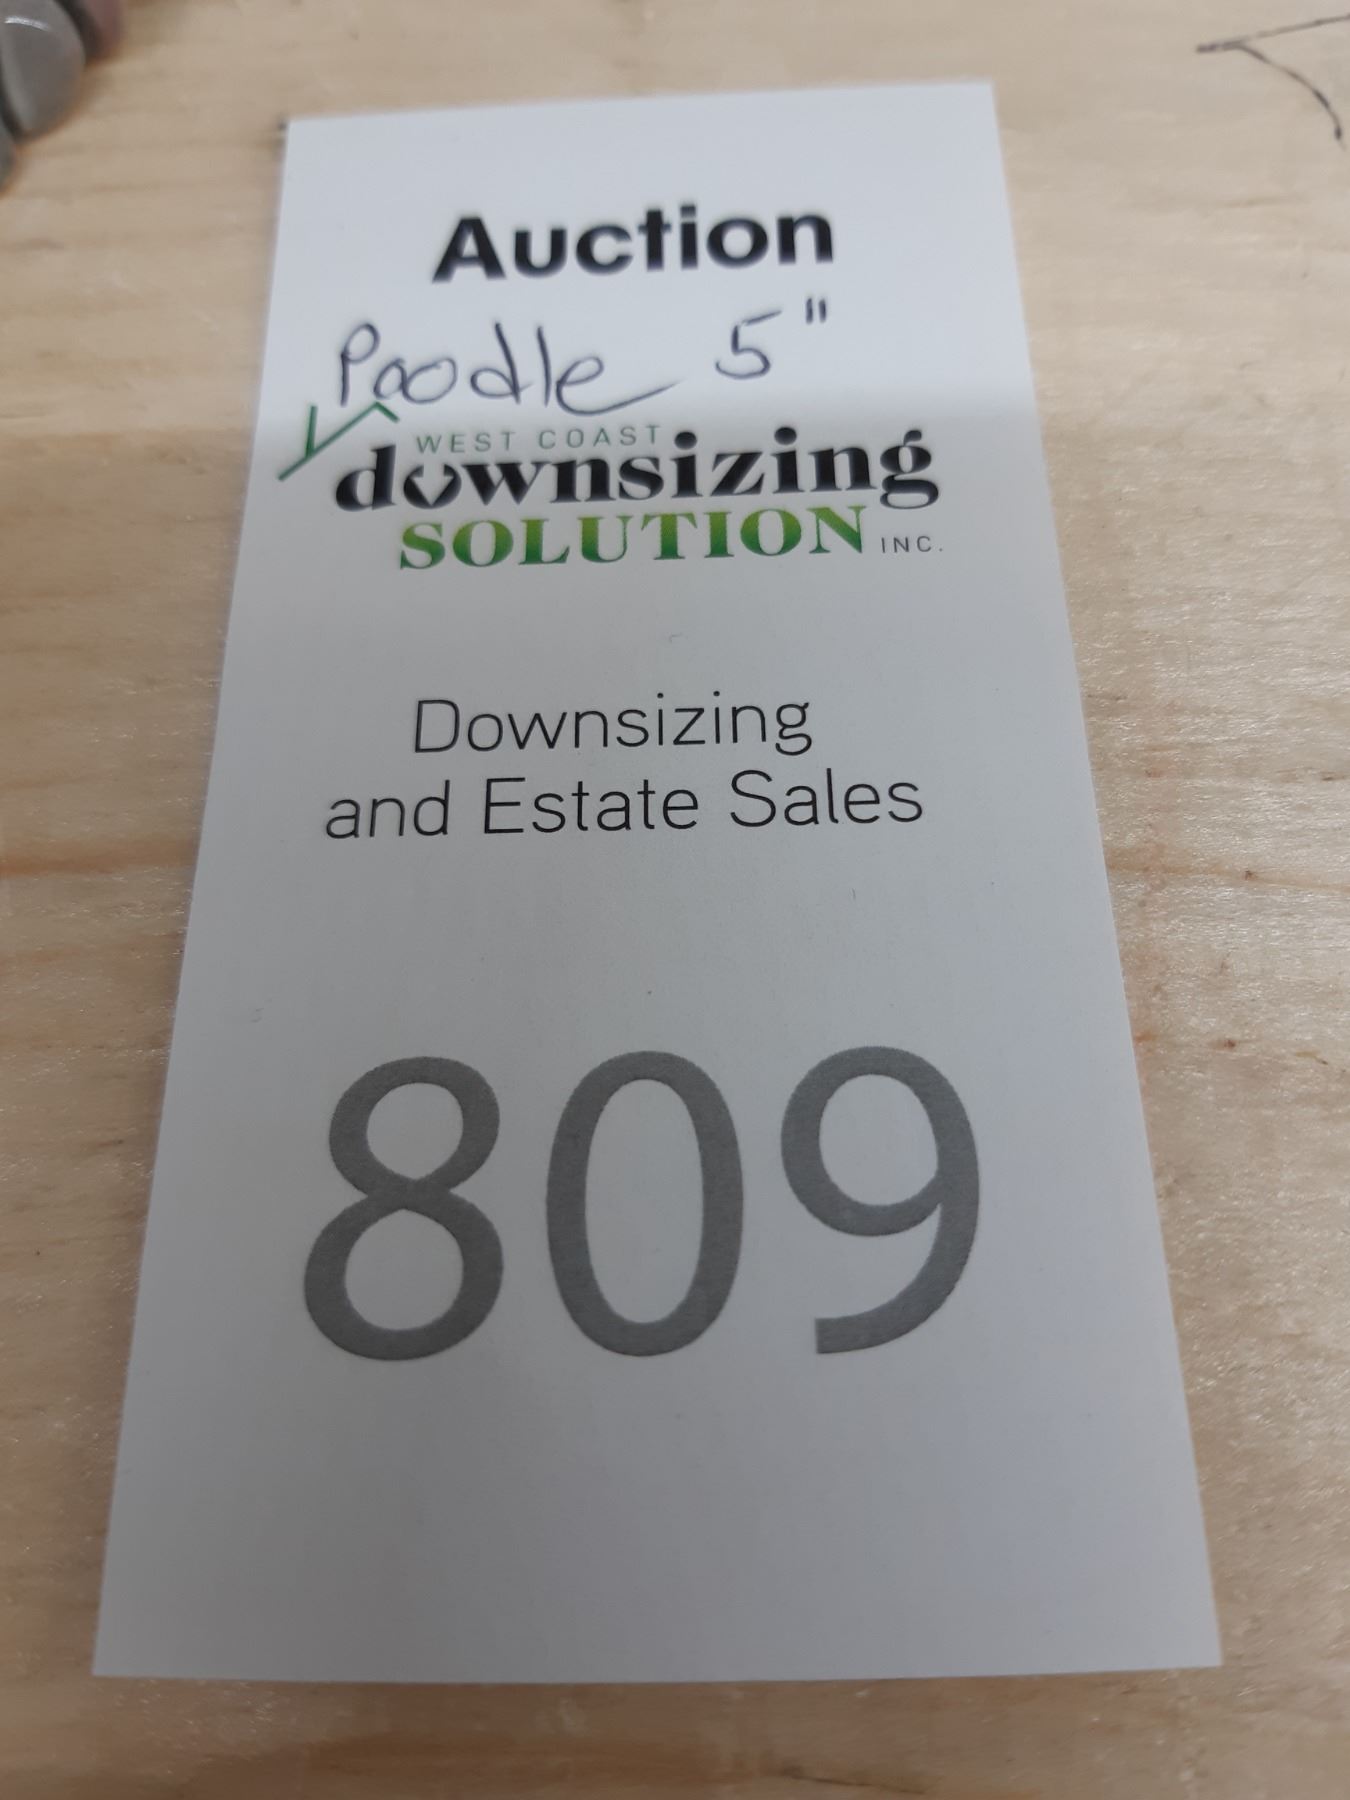 Auction
Poodle 5"
WEST COAST
downsizing
SOLUTION INC.
Downsizing
and Estate Sales
809